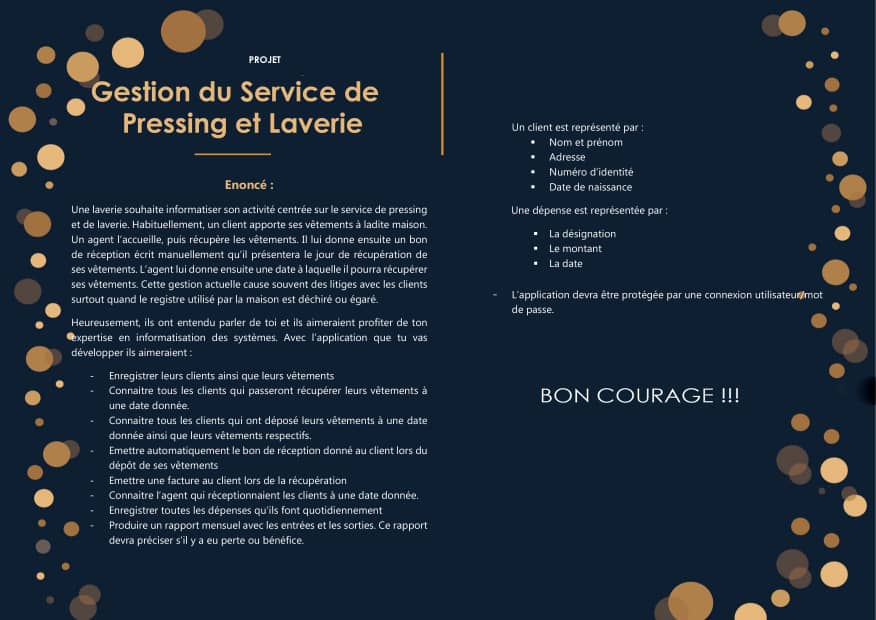 PROJET
Gestion du Service de
Pressing et Laverie
Enoncé :
Une laverie souhaite informatiser son activité centrée sur le service de pressing
et de laverie. Habituellement, un client apporte ses vêtements à ladite maison.
Un agent l'accueille, puis récupère les vêtements. Il lui donne ensuite un bon
de réception écrit manuellement qu'il présentera le jour de récupération de
ses vêtements. L'agent lui donne ensuite une date à laquelle il pourra récupérer
ses vêtements. Cette gestion actuelle cause souvent des litiges avec les clients
surtout quand le registre utilisé par la maison est déchiré ou égaré.
Heureusement, ils ont entendu parler de toi et ils aimeraient profiter de ton
expertise en informatisation des systèmes. Avec l'application que tu vas
développer ils aimeraient :
- Enregistrer leurs clients ainsi que leurs vêtements
- Connaitre tous les clients qui passeront récupérer leurs vêtements à
une date donnée.
- Connaitre tous les clients qui ont déposé leurs vêtements à une date
donnée ainsi que leurs vêtements respectifs.
- Emettre automatiquement le bon de réception donné au client lors du
dépôt de ses vêtements
- Emettre une facture au client lors de la récupération
- Connaitre l'agent qui réceptionnaient les clients à une date donnée.
- Enregistrer toutes les dépenses qu'ils font quotidiennement
- Produire un rapport mensuel avec les entrées et les sorties. Ce rapport
devra préciser s'il y a eu perte ou bénéfice.
Un client est représenté par :
▪ Nom et prénom
▪ Adresse
▪ Numéro d'identité
▪ Date de naissance
Une dépense est représentée par :
▪ La désignation
▪ Le montant
▪ La date
- L'application devra être protégée par une connexion utilisateur/mot
de passe.
BON COURAGE !!!